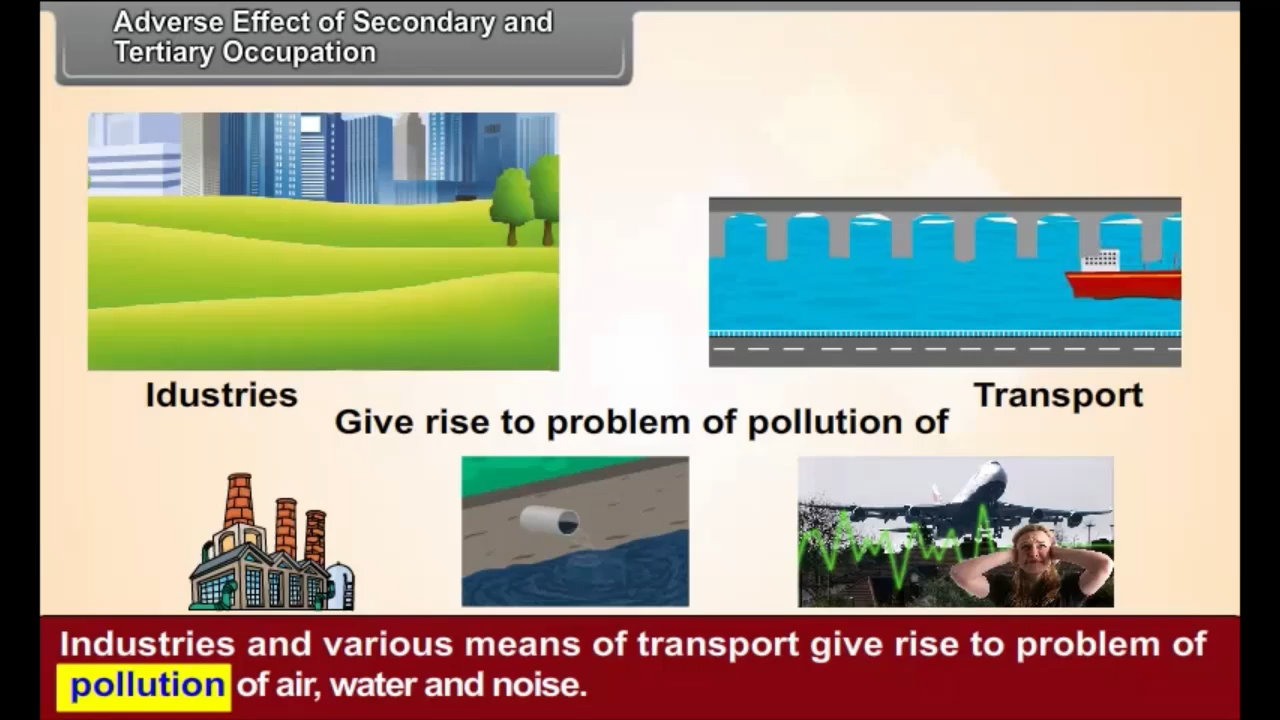 Adverse Effect of Secondary and
Tertiary Occupation
Idustries
Transport
Give rise to problem of pollution of
Industries and various means of transport give rise to problem of
pollution of air, water and noise.